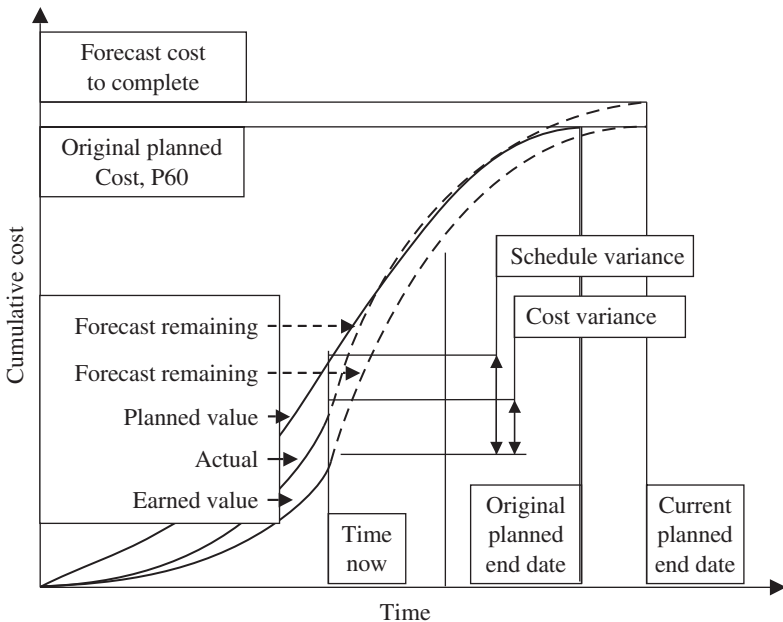 Forecast cost
to complete
Original planned
Cost, P60
Schedule variance
Cost variance
Forecast remaining
Forecast remaining
Planned value
Actual
Earned value
Time
now
Original
planned
end date
Current
planned
end date
Cumulative cost
Time